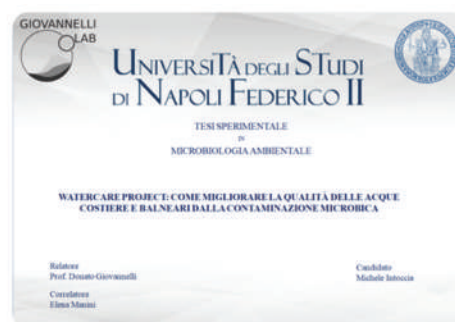 GIOVANNELLI
LAB
UNIVERSITÀ DEGLI STUDI
DI NAPOLI FEDERICO II
TESI SPERIMENTALE
IN
MICROBIOLOGIA AMBIENTALE
WATERCARE PROJECT: COME MIGLIORARE LA QUALITÀ DELLE ACQUE
COSTIERE E BALNEARI DALLA CONTAMINAZIONE MICROBICA
Relatore
Prof. Donato Giovannelli
Candidato
Michele Intoccia
Correlatore
Elena Manini